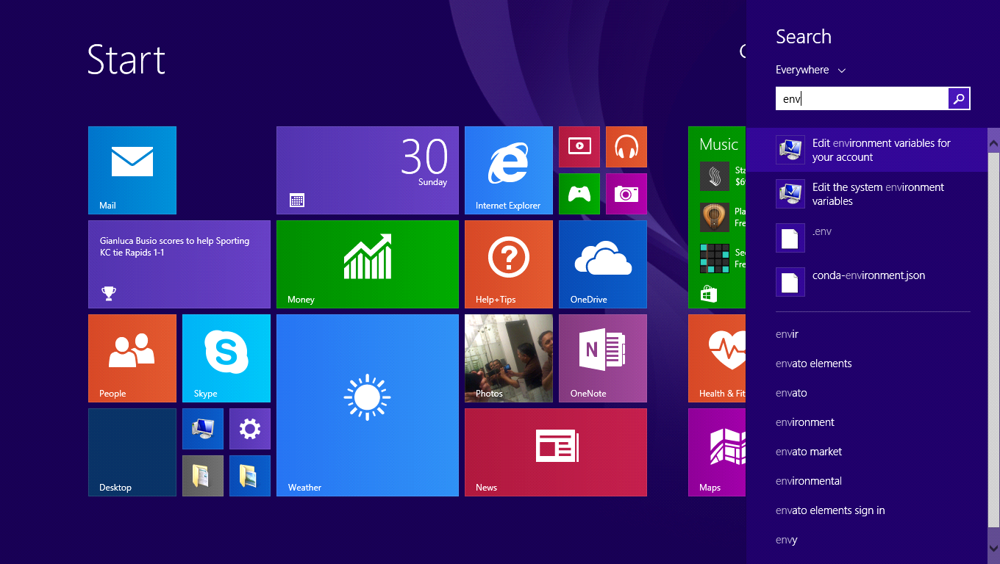 Start
Mail
30
Sunday
Internet Explorer
Gianluca Busio scores to help Sporting
KC tie Rapids 1-1
Money
Help+Tips
OneDrive
People
Skype
Weather
Photos
OneNote
Desktop
News
Music
$69
Free
Free
Health & Fit
Maps
Search
Everywhere
env
Edit environment variables for
your account
Edit the system environment
variables
.env
conda-environment.json
envir
envato elements
envato
environment
envato market
environmental
envato elements sign in
envy